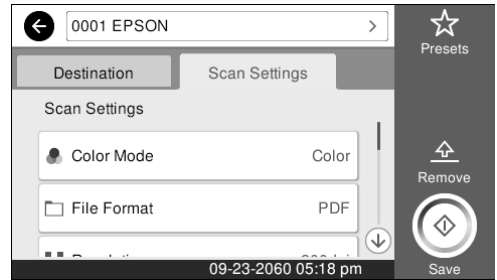 0001 EPSON
Presets
Destination
Scan Settings
Scan Settings
Color Mode
Color
Remove
File Format
PDF
09-23-2060 05:18 pm
Save